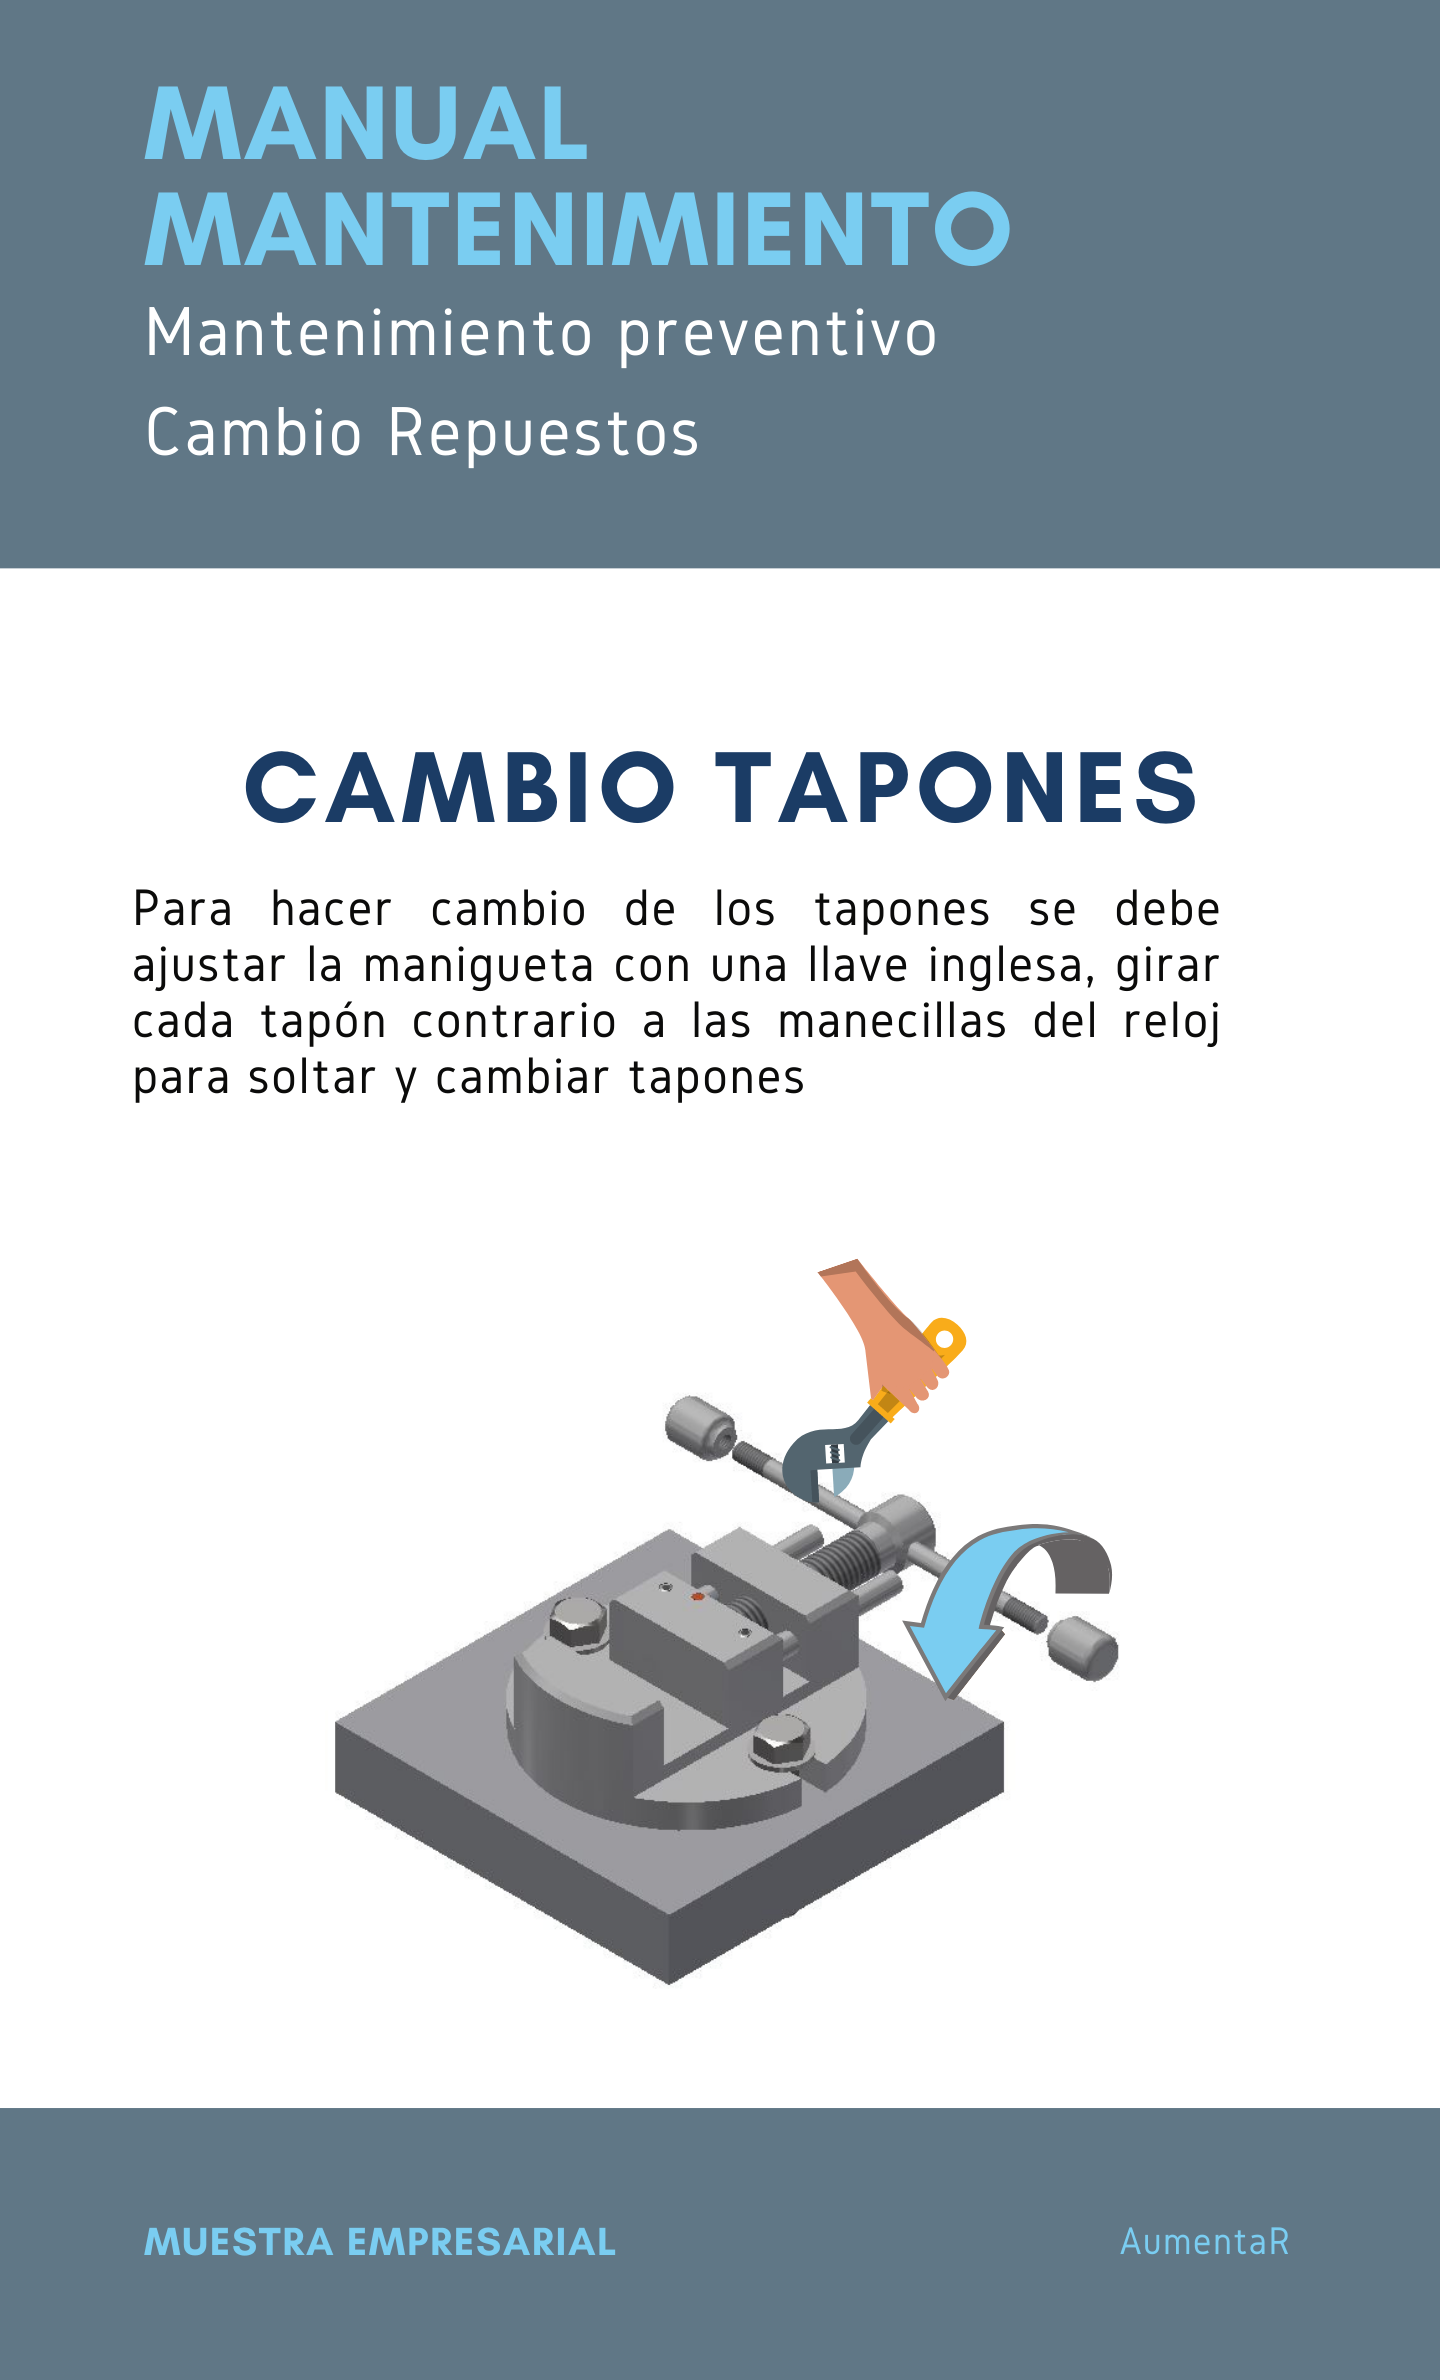 MANUAL
MANTENIMIENTO
Mantenimiento preventivo
Cambio Repuestos
CAMBIO TAPONES
Para hacer cambio de los tapones se debe
ajustar la manigueta con una llave inglesa, girar
cada tapón contrario a las manecillas del reloj
para soltar y cambiar tapones
MUESTRA EMPRESARIAL
AumentaR